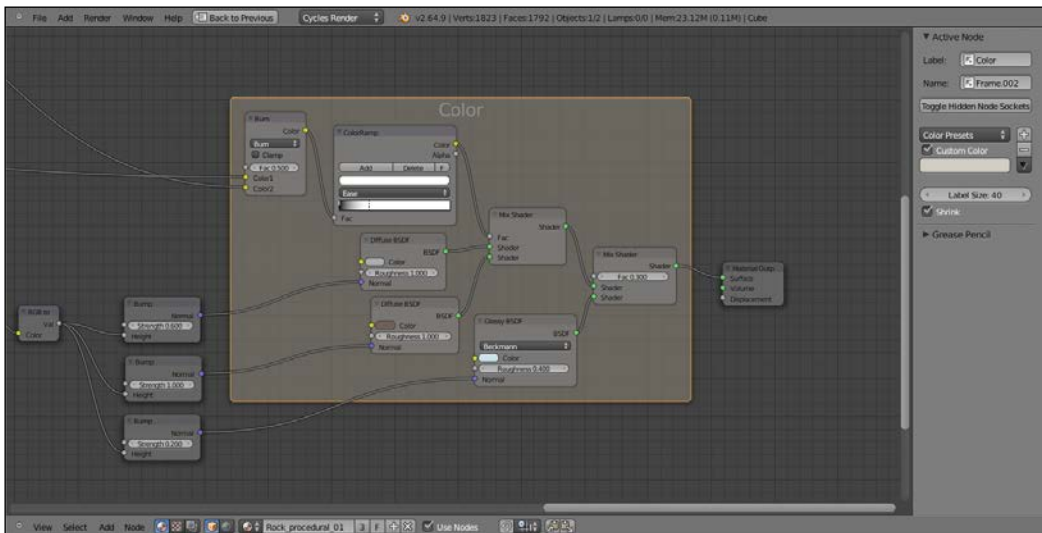 File Add Render Window Help Back to Previous Cycles Render v2.64.9 | Verts:1823 | Faces:1792 | Objects:1/2 | Lamps:0/0 | Mem:23.12M (0.11M) | Cube
Active Node
Label: Color
Name: Frame.002
Toggle Hidden Node Sockets
Color Presets
Custom Color
Label Size: 40
Shrink
Grease Pencil
Color
Burn
Color
Burn
Clamp
Fac 0.500
Color1
Color2
ColorRamp
Color
Alpha
Add Delete F
Ease
Fac
Mix Shader
Shader
Fac
Shader
Shader
Diffuse BSDF
BSDF
Color
Roughness 1.000
Normal
Diffuse BSDF
BSDF
Color
Roughness 1.000
Normal
Glossy BSDF
BSDF
Beckmann
Color
Roughness 0.400
Normal
Mix Shader
Shader
Fac 0.300
Shader
Shader
Material Outp
Surface
Volume
Displacement
Val
Color
Bump
Normal
Strength 0.600
Height
Bump
Normal
Strength 1.000
Height
Bump
Normal
Strength 0.200
Height
View Select Add Node Rock_procedural_01 3 F Use Nodes